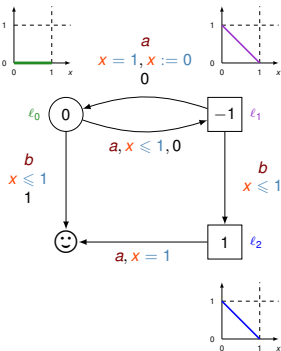 1
0
0 1 x
1
0
0 1 x
a
x = 1, x := 0
0
ℓ₀ 0 −1 ℓ₁
a, x ⩽ 1, 0
b
x ⩽ 1
1
b
x ⩽ 1
1 ℓ₂
a, x = 1
1
0
0 1 x